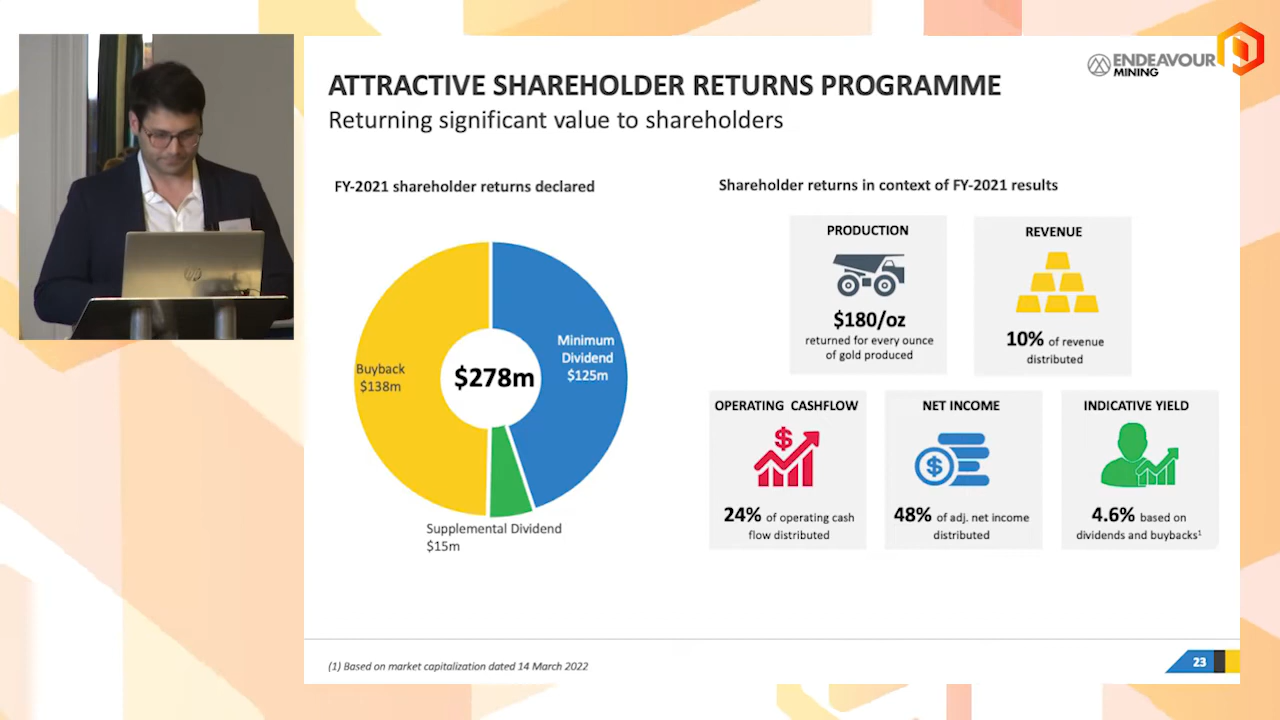 ENDEAVOUR
MINING
ATTRACTIVE SHAREHOLDER RETURNS PROGRAMME
Returning significant value to shareholders
FY-2021 shareholder returns declared
Buyback
$138m
$278m
Minimum
Dividend
$125m
Supplemental Dividend
$15m
Shareholder returns in context of FY-2021 results
PRODUCTION
$180/oz
returned for every ounce
of gold produced
REVENUE
10% of revenue
distributed
OPERATING CASHFLOW
24% of operating cash
flow distributed
NET INCOME
48% of adj. net income
distributed
INDICATIVE YIELD
4.6% based on
dividends and buybacks¹
(1) Based on market capitalization dated 14 March 2022
23
hp